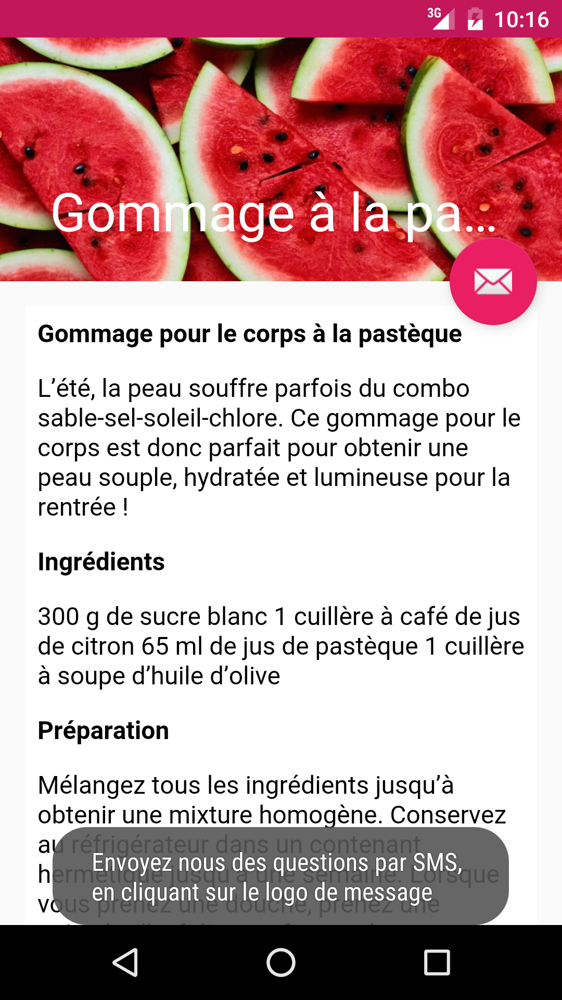 3G 10:16
Gommage à la pa...
Gommage pour le corps à la pastèque
L’été, la peau souffre parfois du combo
sable-sel-soleil-chlore. Ce gommage pour le
corps est donc parfait pour obtenir une
peau souple, hydratée et lumineuse pour la
rentrée !
Ingrédients
300 g de sucre blanc 1 cuillère à café de jus
de citron 65 ml de jus de pastèque 1 cuillère
à soupe d’huile d’olive
Préparation
Mélangez tous les ingrédients jusqu’à
obtenir une mixture homogène. Conservez
au réfrigérateur dans un contenant
hermétique jusqu’à une semaine. Lorsque
vous prenez une douche, prenez une
Envoyez nous des questions par SMS,
en cliquant sur le logo de message